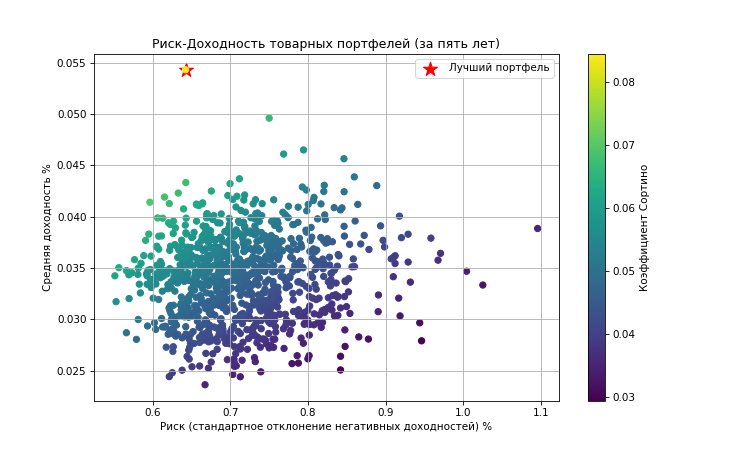 Риск-Доходность товарных портфелей (за пять лет)
Лучший портфель
Средняя доходность %
0.055
0.050
0.045
0.040
0.035
0.030
0.025
0.6 0.7 0.8 0.9 1.0 1.1
Риск (стандартное отклонение негативных доходностей) %
0.08
0.07
0.06
0.05
0.04
0.03
Коэффициент Сортино